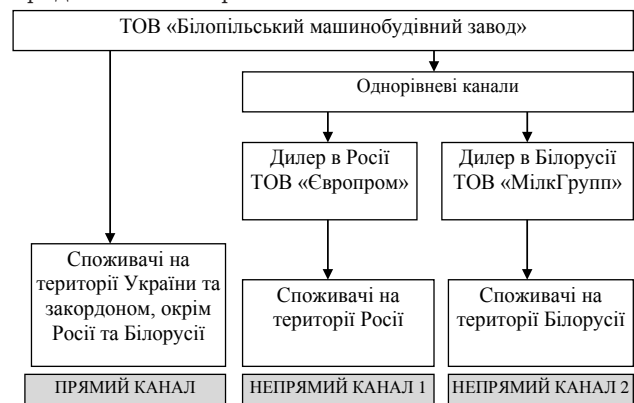 ТОВ «Білопільський машинобудівний завод»
Однорівневі канали
Дилер в Росії
ТОВ «Європром»
Дилер в Білорусії
ТОВ «МілкГрупп»
Споживачі на
території України та
закордоном, окрім
Росії та Білорусії
Споживачі на
території Росії
Споживачі на
території Білорусії
ПРЯМИЙ КАНАЛ
НЕПРЯМИЙ КАНАЛ 1
НЕПРЯМИЙ КАНАЛ 2